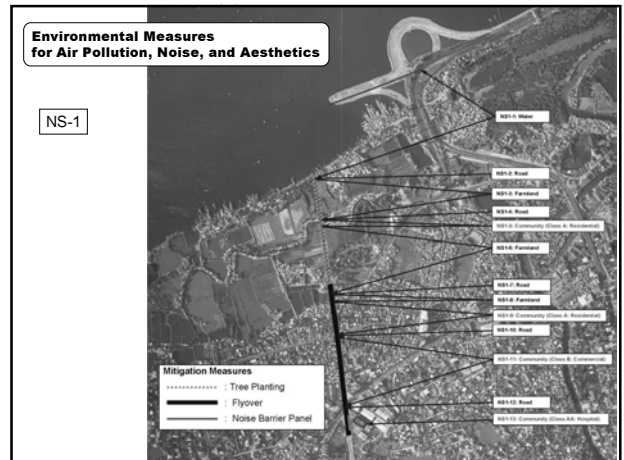 Environmental Measures
for Air Pollution, Noise, and Aesthetics
NS-1
NS1-1: Water
NS1-2: Road
NS1-3: Farmland
NS1-4: Road
NS1-5: Community (Class A: Residential)
NS1-6: Farmland
NS1-7: Road
NS1-8: Farmland
NS1-9: Community (Class A: Residential)
NS1-10: Road
NS1-11: Community (Class B: Commercial)
NS1-12: Road
NS1-13: Community (Class AA: Hospital)
Mitigation Measures
: Tree Planting
: Flyover
: Noise Barrier Panel